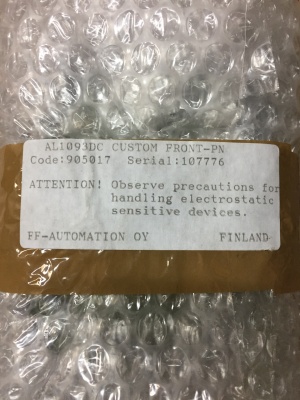 AL1093DC CUSTOM FRONT-PN
Code:905017 Serial:107776
ATTENTION! Observe precautions for
handling electrostatic
sensitive devices.
FF-AUTOMATION OY FINLAND